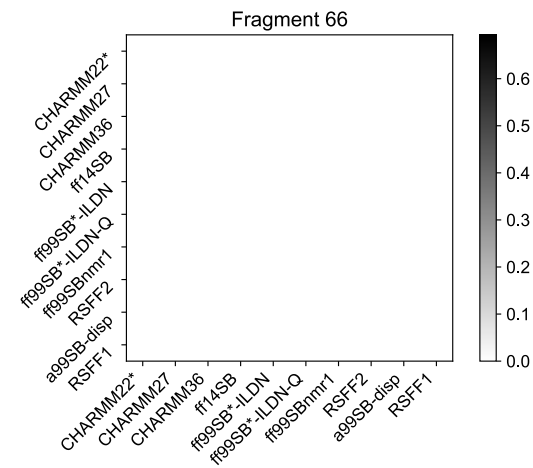 Fragment 66
CHARMM22*
CHARMM27
CHARMM36
ff14SB
ff99SB*-ILDN
ff99SB*-ILDN-Q
ff99SBnmr1
RSFF2
a99SB-disp
RSFF1
CHARMM22*
CHARMM27
CHARMM36
ff14SB
ff99SB*-ILDN
ff99SB*-ILDN-Q
ff99SBnmr1
RSFF2
a99SB-disp
RSFF1
0.6
0.5
0.4
0.3
0.2
0.1
0.0